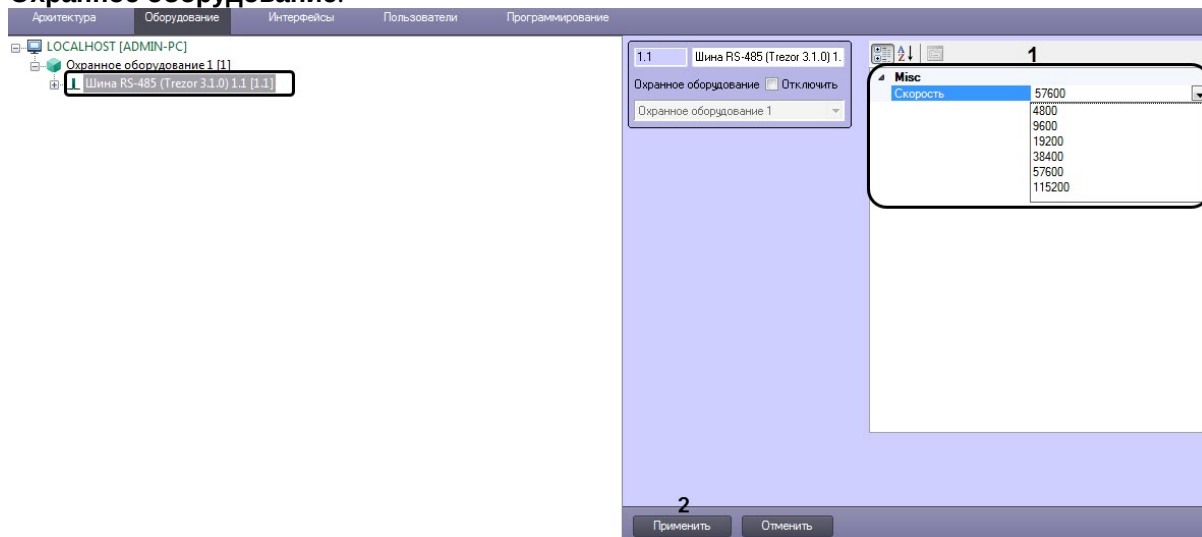 Охранное оборудование.
Архитектура Оборудование Интерфейсы Пользователи Программирование
LOCALHOST [ADMIN-PC]
Охранное оборудование 1 [1]
Шина RS-485 (Trezor 3.1.0) 1.1 [1.1]
1.1 Шина RS-485 (Trezor 3.1.0) 1.
Охранное оборудование Отключить
Охранное оборудование 1
1
Misc
Скорость 57600
4800
9600
19200
38400
57600
115200
2
Применить Отменить